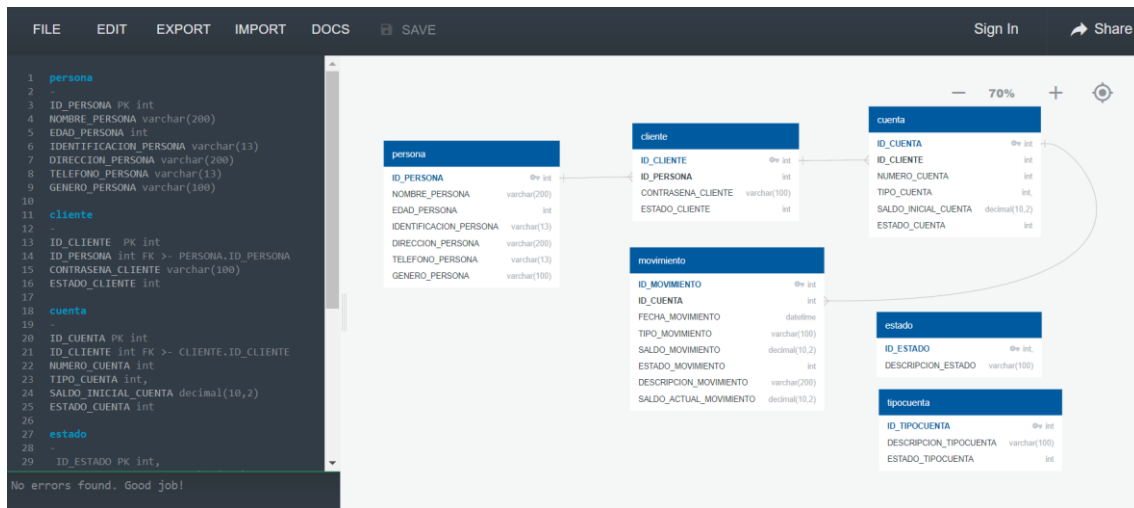 FILE EDIT EXPORT IMPORT DOCS SAVE Sign In Share
1 persona
2 -
3 ID_PERSONA PK int
4 NOMBRE_PERSONA varchar(200)
5 EDAD_PERSONA int
6 IDENTIFICACION_PERSONA varchar(13)
7 DIRECCION_PERSONA varchar(200)
8 TELEFONO_PERSONA varchar(13)
9 GENERO_PERSONA varchar(100)
10
11 cliente
12 -
13 ID_CLIENTE PK int
14 ID_PERSONA int FK >- PERSONA.ID_PERSONA
15 CONTRASENA_CLIENTE varchar(100)
16 ESTADO_CLIENTE int
17
18 cuenta
19 -
20 ID_CUENTA PK int
21 ID_CLIENTE int FK >- CLIENTE.ID_CLIENTE
22 NUMERO_CUENTA int
23 TIPO_CUENTA int,
24 SALDO_INICIAL_CUENTA decimal(10,2)
25 ESTADO_CUENTA int
26
27 estado
28 -
29 ID_ESTADO PK int,
No errors found. Good job!
70%
persona
ID_PERSONA int
NOMBRE_PERSONA varchar(200)
EDAD_PERSONA int
IDENTIFICACION_PERSONA varchar(13)
DIRECCION_PERSONA varchar(200)
TELEFONO_PERSONA varchar(13)
GENERO_PERSONA varchar(100)
cliente
ID_CLIENTE int
ID_PERSONA int
CONTRASENA_CLIENTE varchar(100)
ESTADO_CLIENTE int
cuenta
ID_CUENTA int
ID_CLIENTE int
NUMERO_CUENTA int
TIPO_CUENTA int,
SALDO_INICIAL_CUENTA decimal(10,2)
ESTADO_CUENTA int
movimiento
ID_MOVIMIENTO int
ID_CUENTA int
FECHA_MOVIMIENTO datetime
TIPO_MOVIMIENTO varchar(100)
SALDO_MOVIMIENTO decimal(10,2)
ESTADO_MOVIMIENTO int
DESCRIPCION_MOVIMIENTO varchar(200)
SALDO_ACTUAL_MOVIMIENTO decimal(10,2)
estado
ID_ESTADO int,
DESCRIPCION_ESTADO varchar(100)
tipocuenta
ID_TIPOCUENTA int
DESCRIPCION_TIPOCUENTA varchar(100)
ESTADO_TIPOCUENTA int